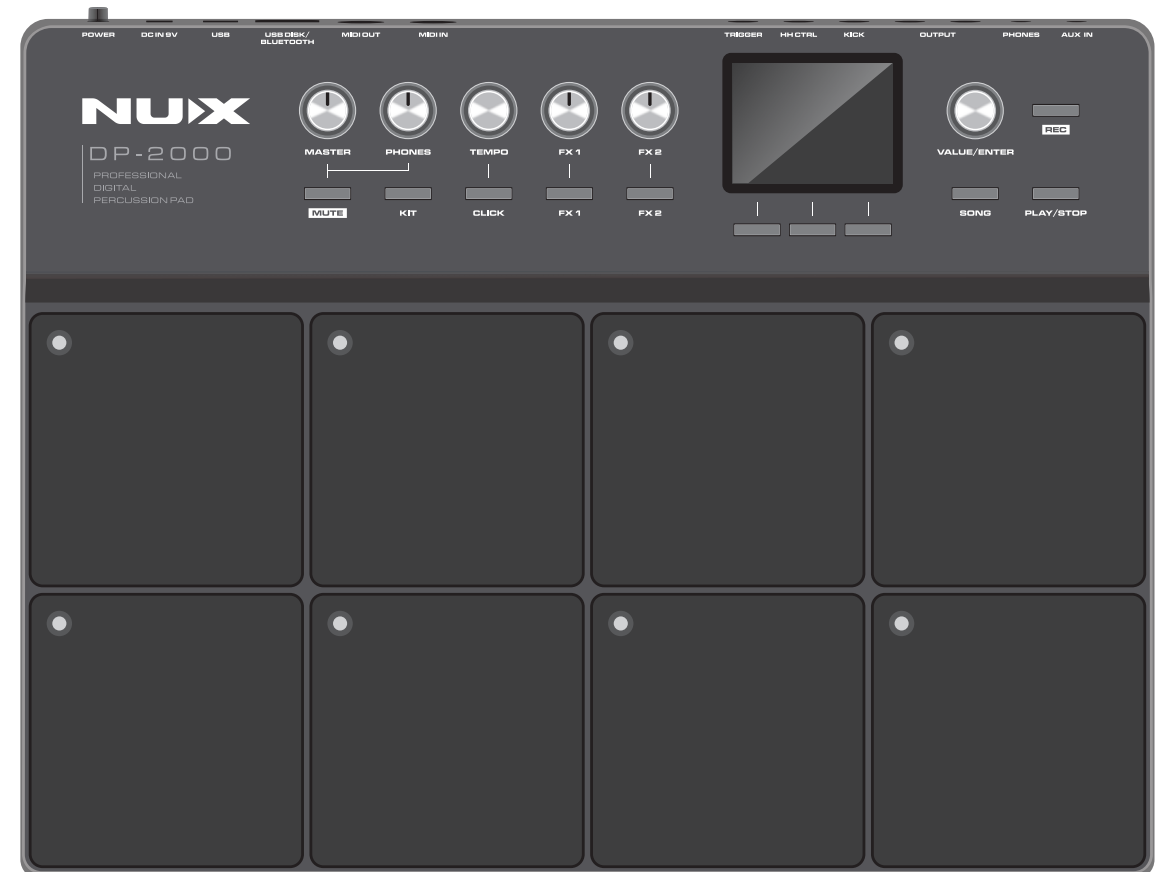 POWER DC IN 9V USB USB DISK/ MIDI OUT MIDI IN TRIGGER HH CTRL KICK OUTPUT PHONES AUX IN
BLUETOOTH
NUX
DP-2000
PROFESSIONAL
DIGITAL
PERCUSSION PAD
MASTER PHONES TEMPO FX 1 FX 2 VALUE/ENTER REC
MUTE KIT CLICK FX 1 FX 2 SONG PLAY/STOP